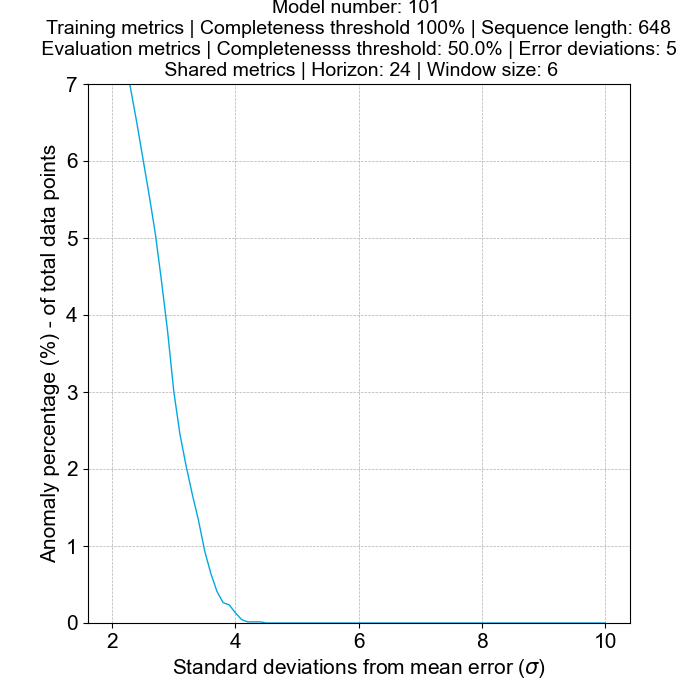 Model number: 101
Training metrics | Completeness threshold 100% | Sequence length: 648
Evaluation metrics | Completenesss threshold: 50.0% | Error deviations: 5
Shared metrics | Horizon: 24 | Window size: 6
7
6
5
4
3
2
1
0
Anomaly percentage (%) - of total data points
2 4 6 8 10
Standard deviations from mean error (σ)